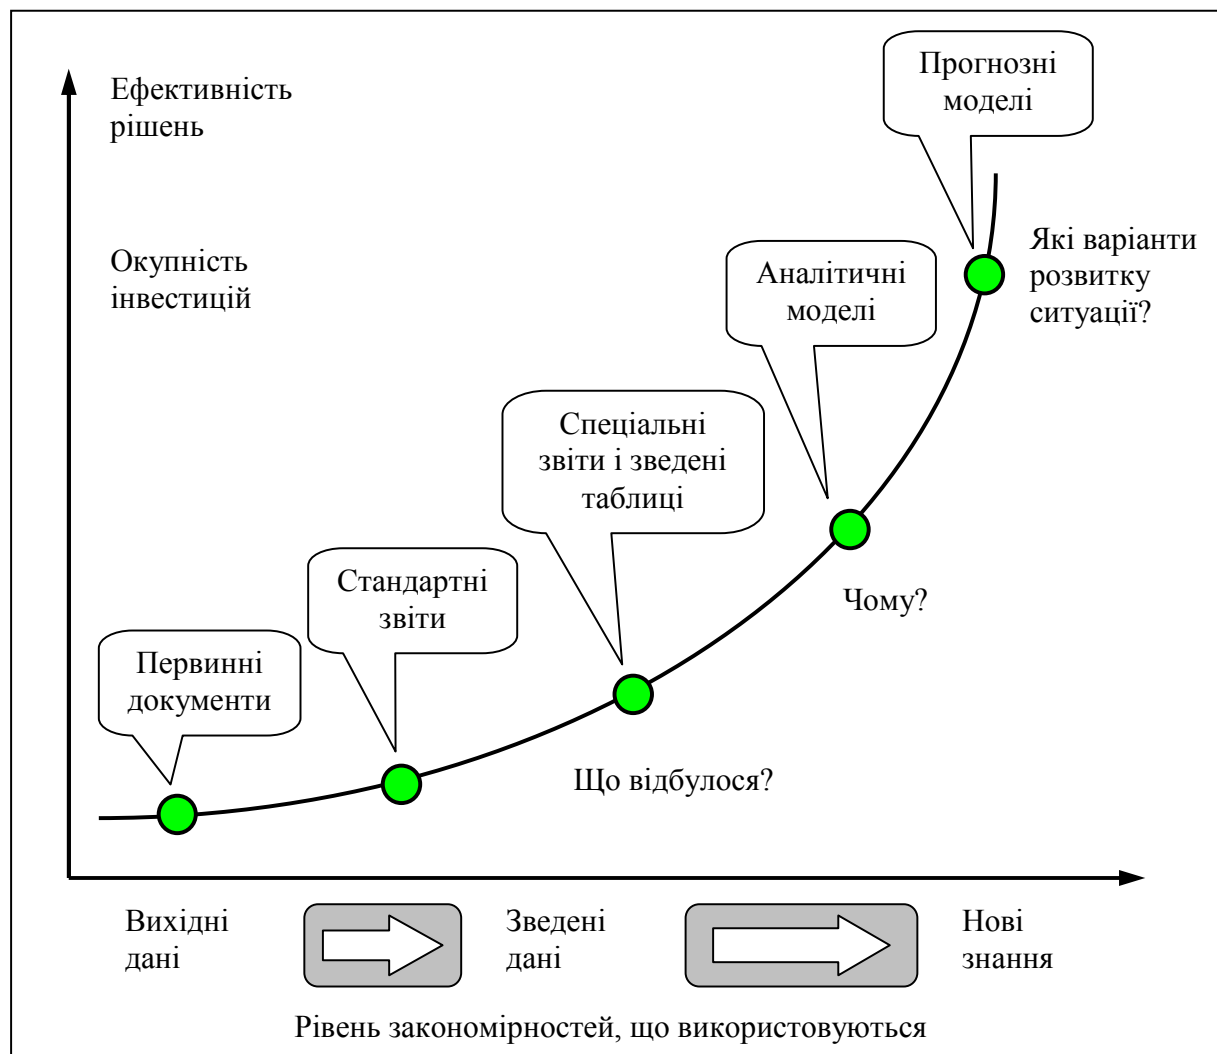 Ефективність
рішень
Окупність
інвестицій
Прогнозні
моделі
Які варіанти
розвитку
ситуації?
Аналітичні
моделі
Чому?
Спеціальні
звіти і зведені
таблиці
Що відбулося?
Стандартні
звіти
Первинні
документи
Вихідні
дані
Зведені
дані
Нові
знання
Рівень закономірностей, що використовуються